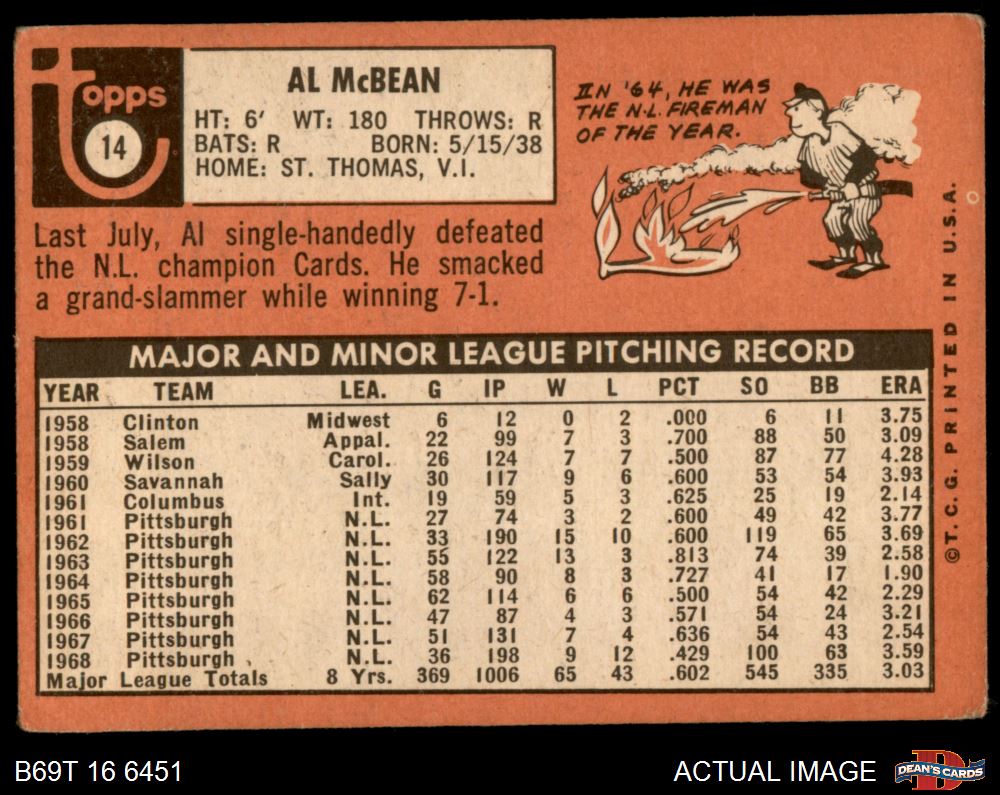 topps
14
AL McBEAN
HT: 6' WT: 180 THROWS: R
BATS: R BORN: 5/15/38
HOME: ST. THOMAS, V.I.
IN '64, HE WAS
THE N.L. FIREMAN
OF THE YEAR.
Last July, Al single-handedly defeated
the N.L. champion Cards. He smacked
a grand-slammer while winning 7-1.
MAJOR AND MINOR LEAGUE PITCHING RECORD
YEAR TEAM LEA. G IP W L PCT SO BB ERA
1958 Clinton Midwest 6 12 0 2 .000 6 11 3.75
1958 Salem Appal. 22 99 7 3 .700 88 50 3.09
1959 Wilson Carol. 26 124 7 7 .500 87 77 4.28
1960 Savannah Sally 30 117 9 6 .600 53 54 3.93
1961 Columbus Int. 19 59 5 3 .625 25 19 2.14
1961 Pittsburgh N.L. 27 74 3 2 .600 49 42 3.77
1962 Pittsburgh N.L. 33 190 15 10 .600 119 65 3.69
1963 Pittsburgh N.L. 55 122 13 3 .813 74 39 2.58
1964 Pittsburgh N.L. 58 90 8 3 .727 41 17 1.90
1965 Pittsburgh N.L. 62 114 6 6 .500 54 42 2.29
1966 Pittsburgh N.L. 47 87 4 3 .571 54 24 3.21
1967 Pittsburgh N.L. 51 131 7 4 .636 54 43 2.54
1968 Pittsburgh N.L. 36 198 9 12 .429 100 63 3.59
Major League Totals 8 Yrs. 369 1006 65 43 .602 545 335 3.03
©T.C.G. PRINTED IN U.S.A.
B69T 16 6451
ACTUAL IMAGE
DEAN'S CARDS